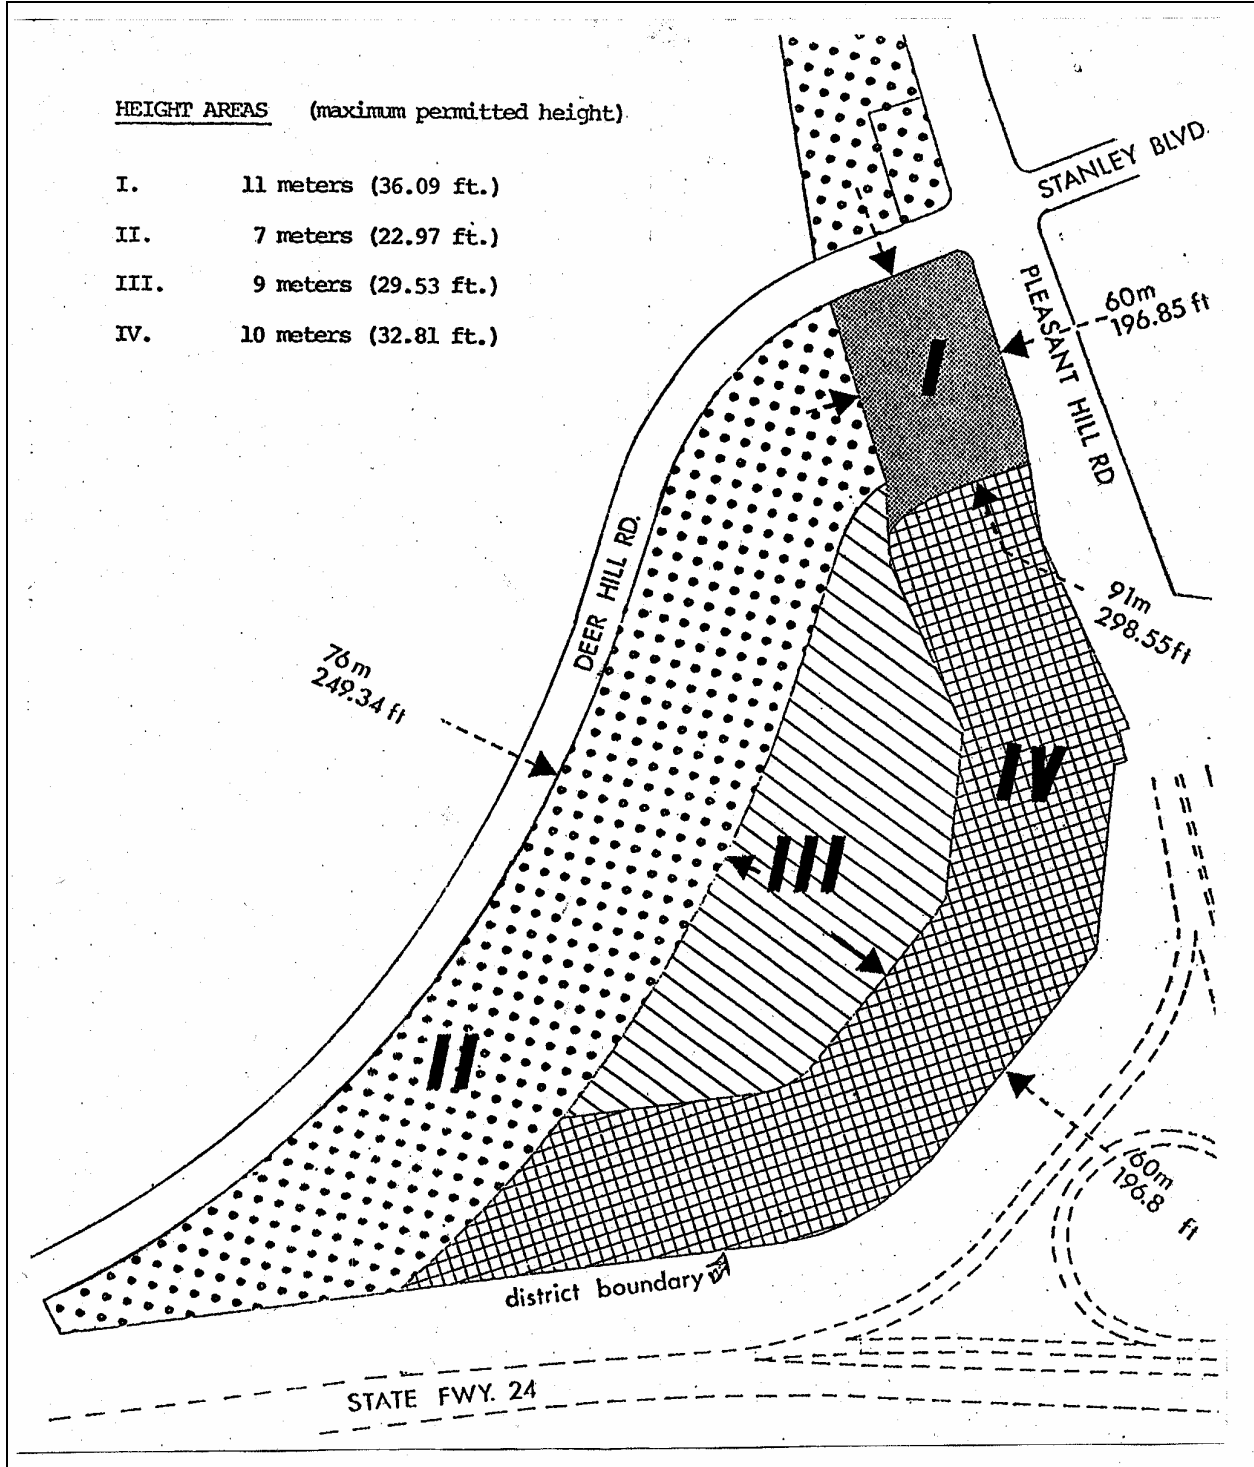 HEIGHT AREAS (maximum permitted height)
I. 11 meters (36.09 ft.)
II. 7 meters (22.97 ft.)
III. 9 meters (29.53 ft.)
IV. 10 meters (32.81 ft.)
STANLEY BLVD.
PLEASANT HILL RD
60m
196.85 ft
I
DEER HILL RD.
91m
298.55 ft
76m
249.34 ft
IV
III
II
60m
196.8 ft
district boundary
STATE FWY. 24